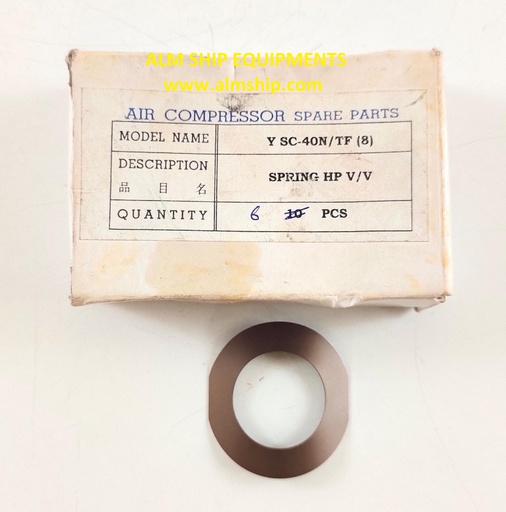 ALM SHIP EQUIPMENTS
www.almship.com
AIR COMPRESSOR SPARE PARTS
MODEL NAME Y SC-40N/TF (8)
DESCRIPTION SPRING HP V/V
品 目 名
QUANTITY 6 10 PCS